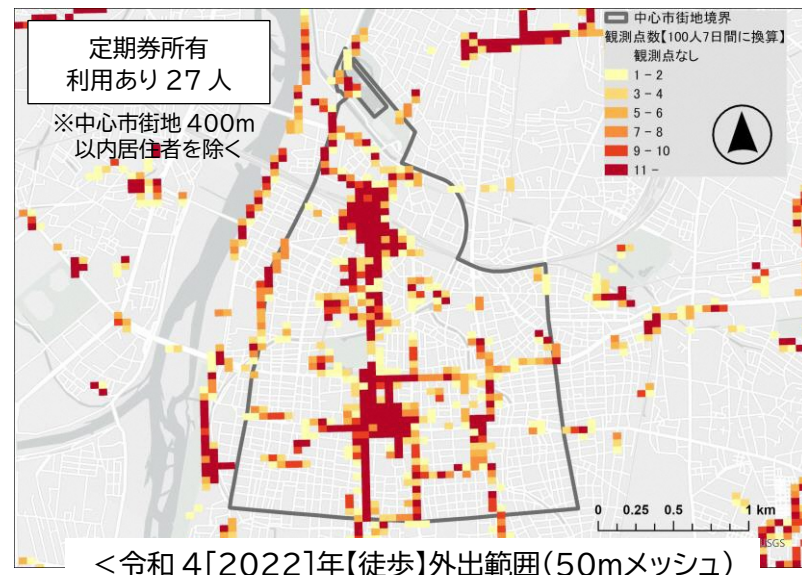 定期券所有
利用あり 27 人
※中心市街地 400m
以内居住者を除く
中心市街地境界
観測点数【100人7日間に換算】
観測点なし
1 - 2
3 - 4
5 - 6
7 - 8
9 - 10
11 -
0 0.25 0.5 1 km
<令和 4[2022]年【徒歩】外出範囲(50mメッシュ)